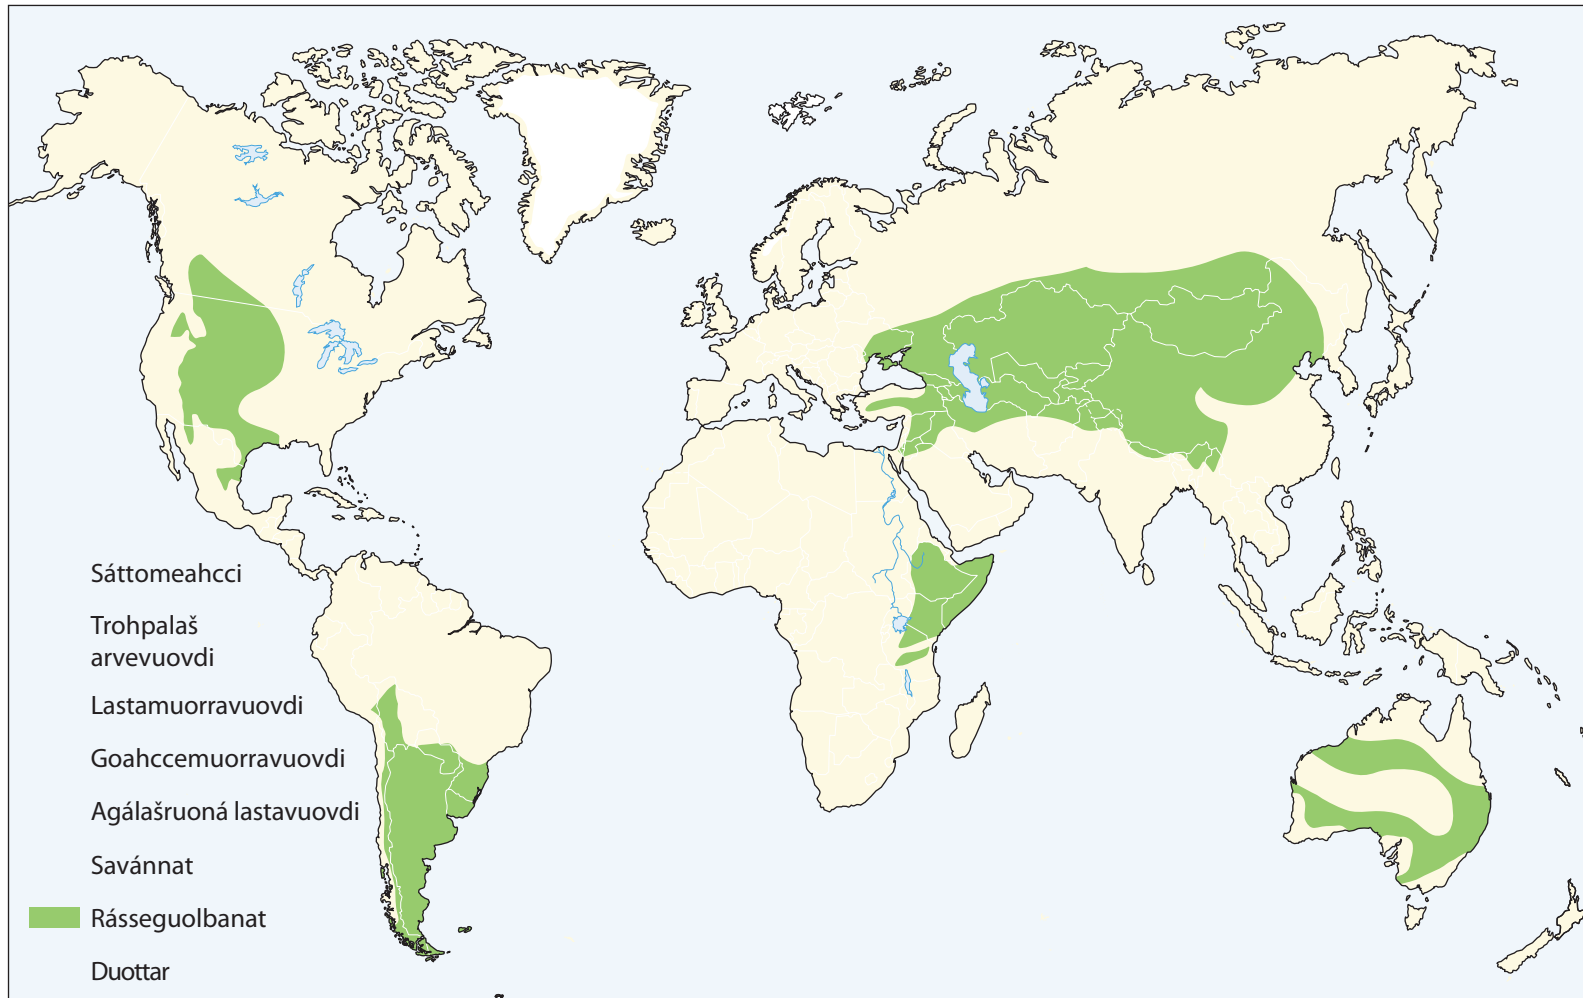 Sáttomeahcci
Trohpalaš
arvevuovdi
Lastamuorravuovdi
Goahccemuorravuovdi
Agálašruoná lastavuovdi
Savánnat
Rásseguolbanat
Duottar